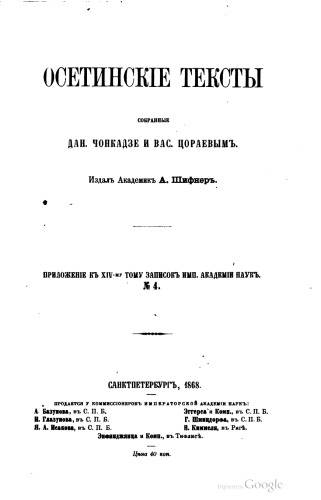 ОСЕТИНСКІЕ ТЕКСТЫ
СОБРАННЫЕ
ДАН. ЧОНКАДЗЕ И ВАС. ЦОРАЕВЫМЪ.
Издалъ Академикъ А. Шифнеръ.
ПРИЛОЖЕНІЕ КЪ XIV-му ТОМУ ЗАПИСОКЪ ИМП. АКАДЕМІИ НАУКЪ.
№ 4.
САНКТПЕТЕРБУРГЪ, 1868.
ПРОДАЕТСЯ У КОММИССІОНЕРОВЪ ИМПЕРАТОРСКОЙ АКАДЕМІИ НАУКЪ:
А. Базунова, въ С. П. Б.
И. Глазунова, въ С. П. Б.
Я. А. Исакова, въ С. П. Б.
Эггерса и Комп., въ С. П. Б.
Г. Шмицдорфа, въ С. П. Б.
Н. Киммеля, въ Ригѣ.
Энфяджянца и Комп., въ Тифлисѣ.
Цѣна 40 коп.
Digitized by Google